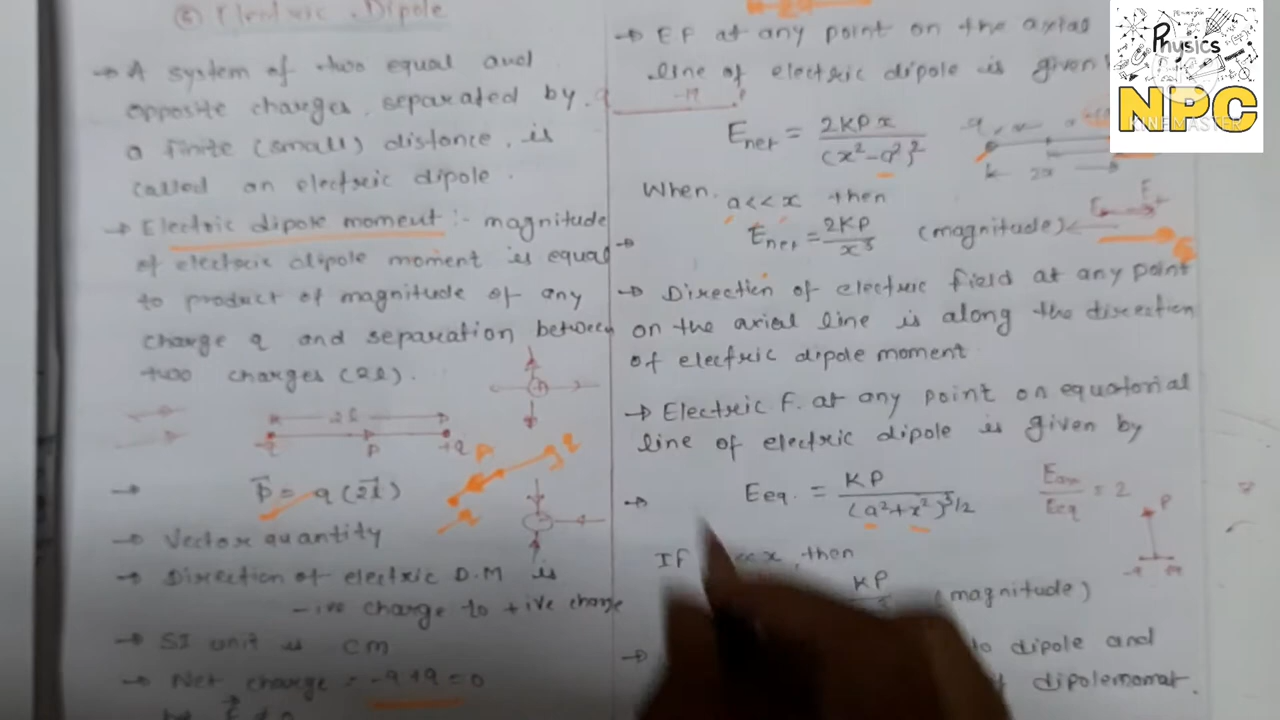 Electric Dipole
→ A system of two equal and
opposite charges, separated by
a finite (small) distance, is
called an electric dipole.
→ Electric dipole moment :- magnitude
of electric dipole moment is equal
to product of magnitude of any
charge q and separation between
two charges (2l).
2l
-q P +q
→ P = q (2l)
→ Vector quantity
→ Direction of electric D.M is
-ive charge to +ive charge
→ SI unit is cm
→ Net charge = -q+q = 0
→ EF at any point on the axial
line of electric dipole is given
Enet = 2KPx / (x²-a²)²
When a<<x then
Enet = 2KP / x³ (magnitude)
→ Direction of electric field at any point
on the axial line is along the direction
of electric dipole moment
→ Electric F. at any point on equatorial
line of electric dipole is given by
→ Eeq. = KP / (a²+x²)3/2
Eeq = 2
P
If <<x, then
KP (magnitude)
to dipole and
dipolemomat.
Physics
NPC
KINEMASTER